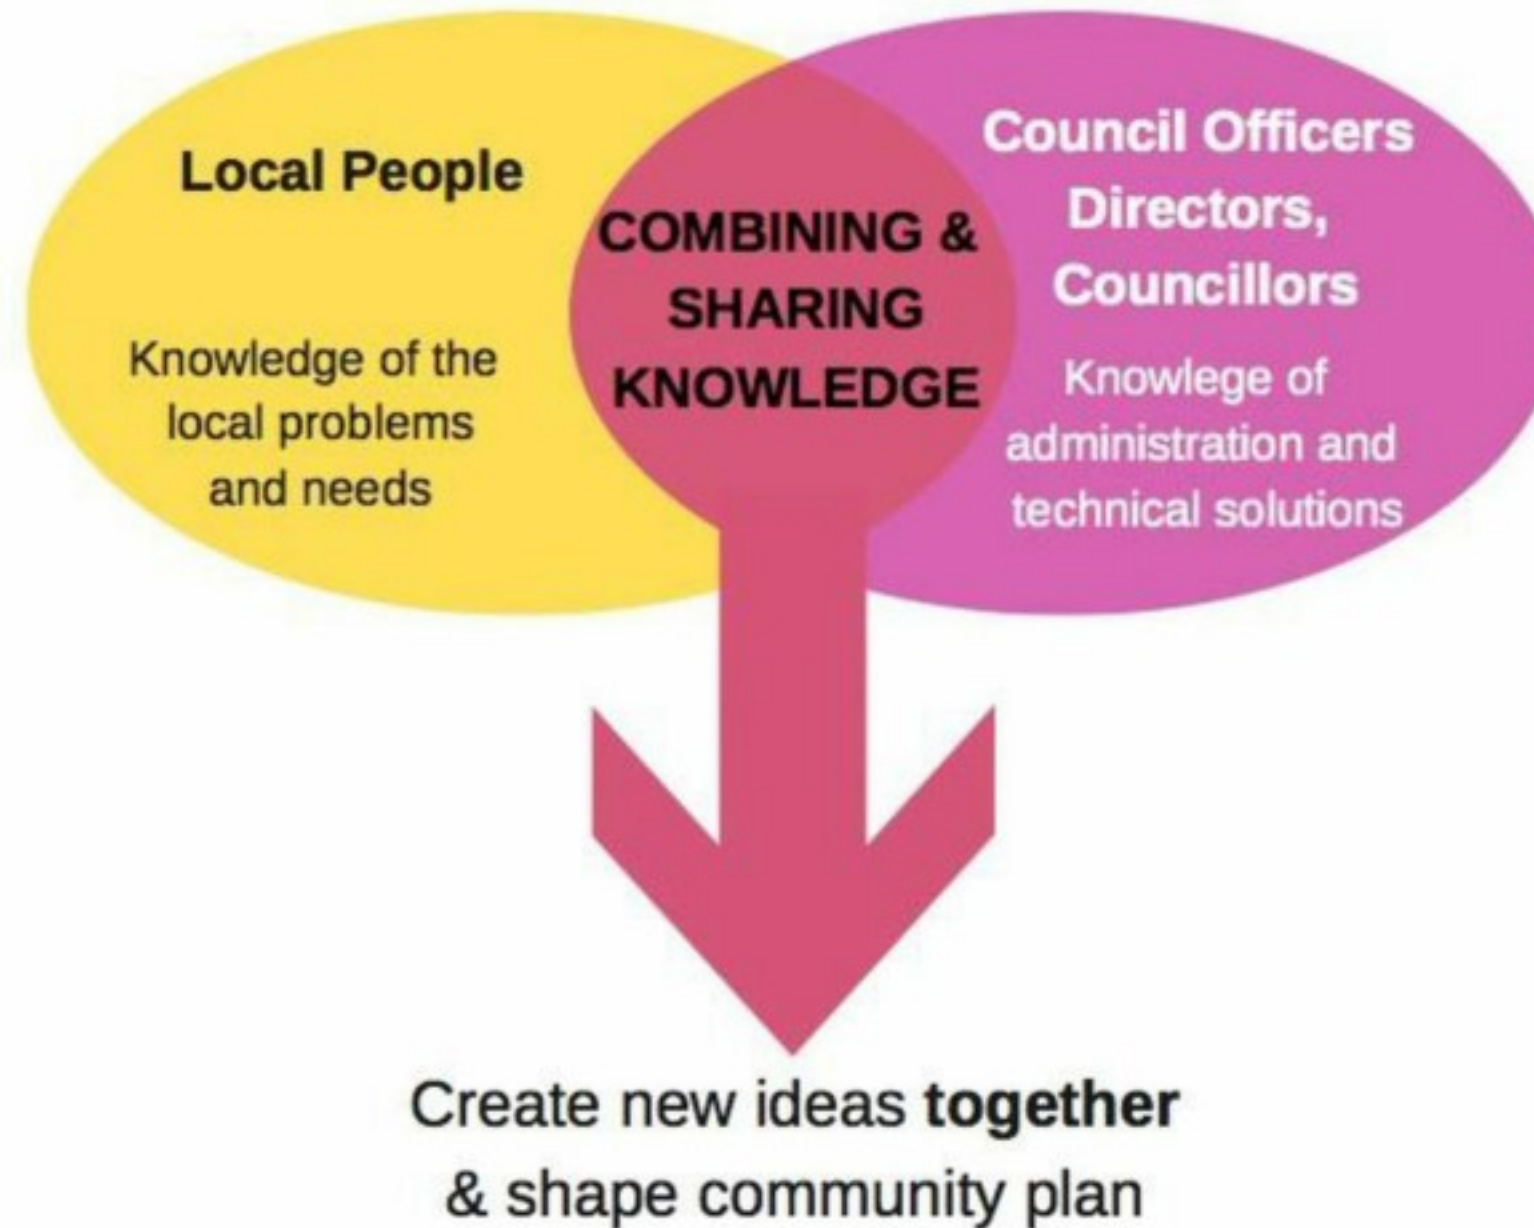 Local People
Knowledge of the
local problems
and needs
COMBINING &
SHARING
KNOWLEDGE
Council Officers
Directors,
Councillors
Knowlege of
administration and
technical solutions
Create new ideas together
& shape community plan